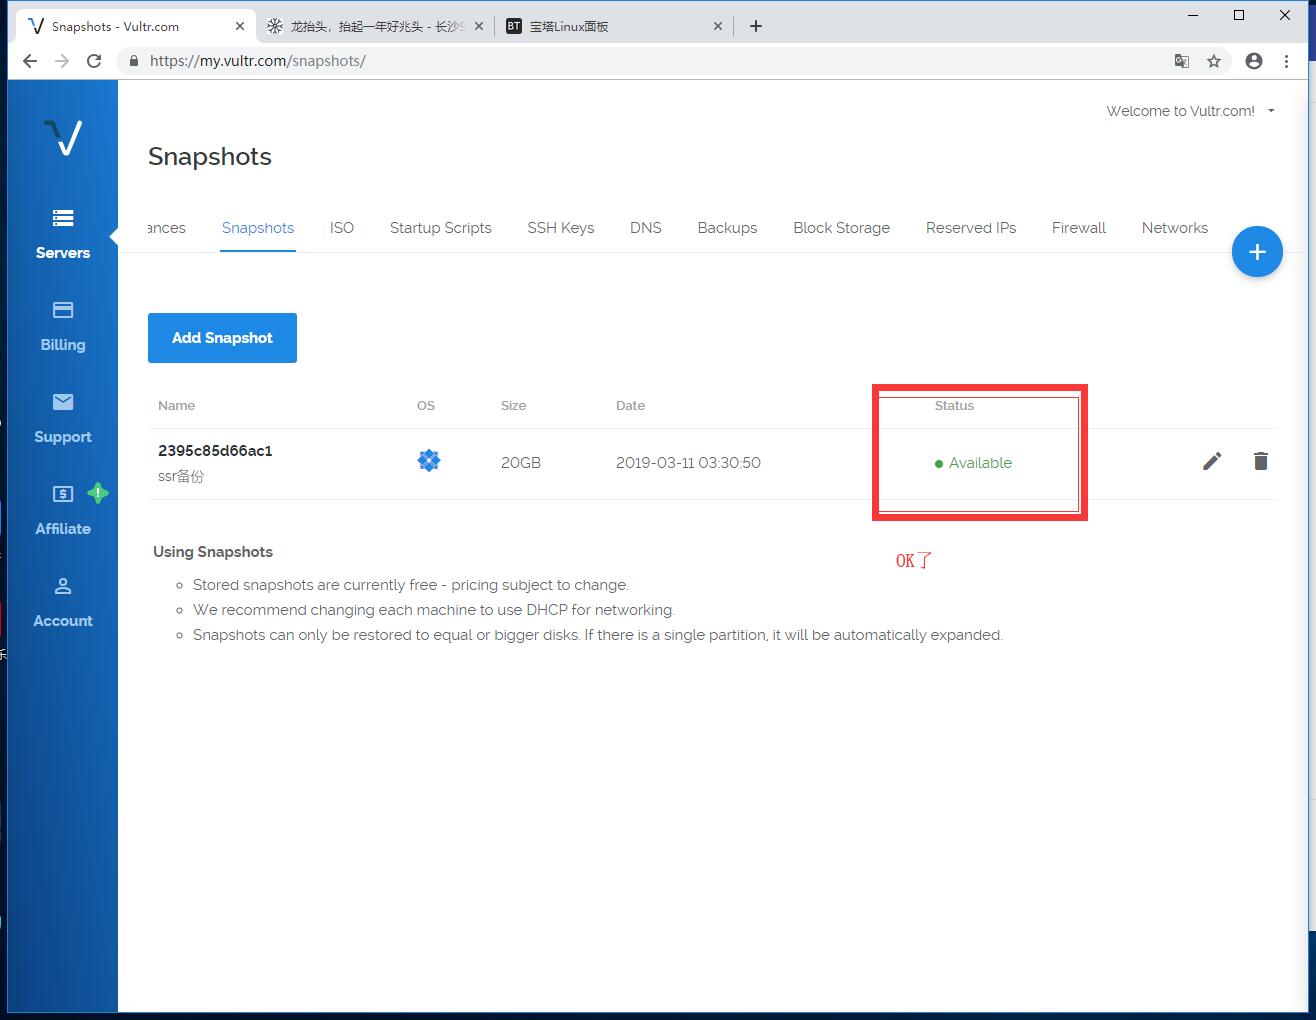 Snapshots - Vultr.com
龙抬头，抬起一年好兆头 - 长沙S
BT 宝塔Linux面板
https://my.vultr.com/snapshots/
Welcome to Vultr.com!
Snapshots
ances Snapshots ISO Startup Scripts SSH Keys DNS Backups Block Storage Reserved IPs Firewall Networks
Servers
Billing
Support
Affiliate
Account
Add Snapshot
Name OS Size Date Status
2395c85d66ac1
ssr备份
20GB 2019-03-11 03:30:50 Available
OK了
Using Snapshots
Stored snapshots are currently free - pricing subject to change.
We recommend changing each machine to use DHCP for networking.
Snapshots can only be restored to equal or bigger disks. If there is a single partition, it will be automatically expanded.